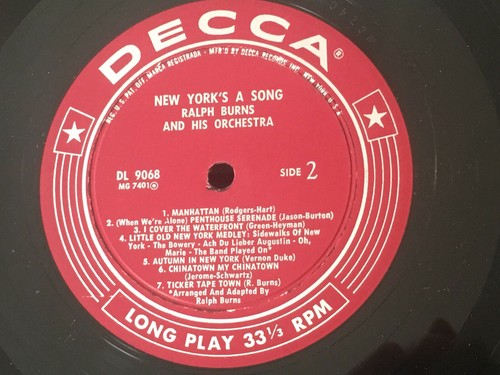 DECCA®
REG. U.S. PAT. OFF. MARCA REGISTRADA - MFR'D BY DECCA RECORDS, INC. NEW YORK U.S.A.
NEW YORK'S A SONG
RALPH BURNS
AND HIS ORCHESTRA
DL 9068
MG 7401
SIDE 2
1. MANHATTAN (Rodgers-Hart)
2. (When We're Alone) PENTHOUSE SERENADE (Jason-Burton)
3. I COVER THE WATERFRONT (Green-Heyman)
4. LITTLE OLD NEW YORK MEDLEY: Sidewalks Of New
York - The Bowery - Ach Du Lieber Augustin - Oh,
Marie - The Band Played On*
5. AUTUMN IN NEW YORK (Vernon Duke)
6. CHINATOWN MY CHINATOWN
(Jerome-Schwartz)
7. TICKER TAPE TOWN (R. Burns)
*Arranged And Adapted By
Ralph Burns
LONG PLAY 33⅓ RPM